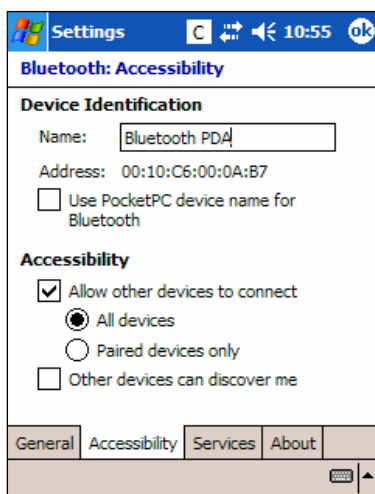 Settings C 10:55 ok
Bluetooth: Accessibility
Device Identification
Name: Bluetooth PDA
Address: 00:10:C6:00:0A:B7
Use PocketPC device name for
Bluetooth
Accessibility
Allow other devices to connect
All devices
Paired devices only
Other devices can discover me
General Accessibility Services About